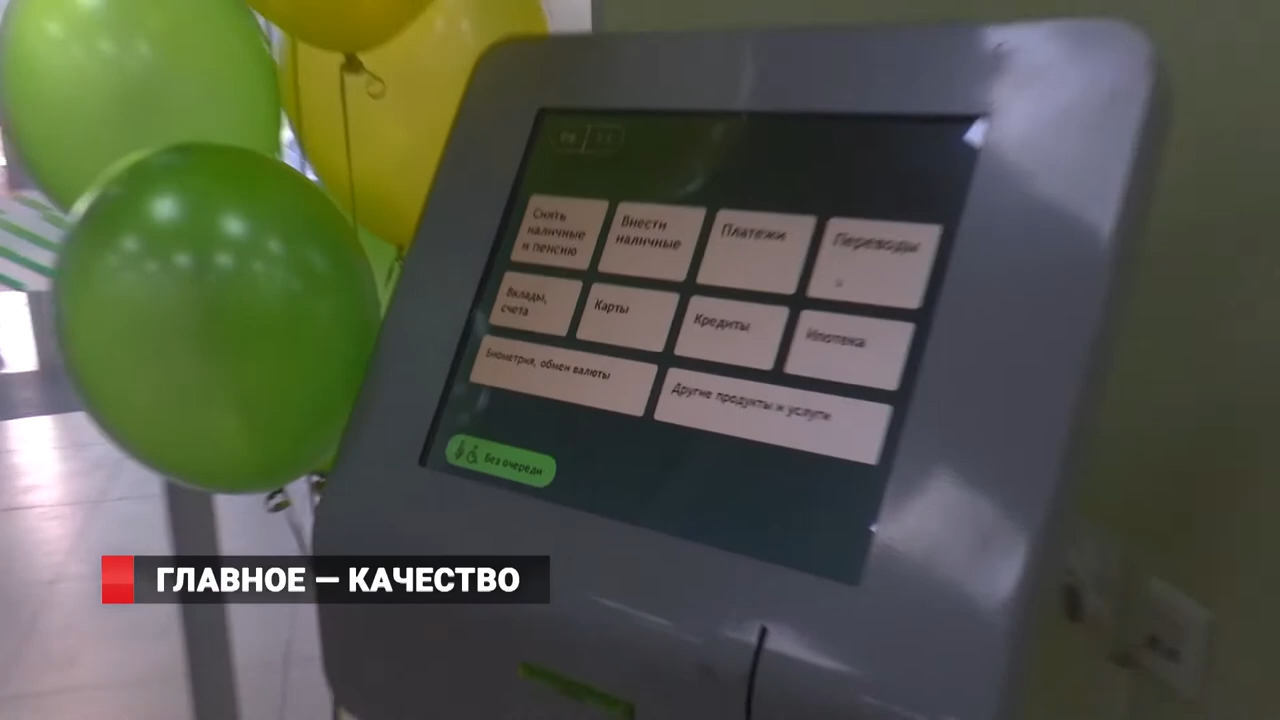 Снять
наличные
и пенсию
Внести
наличные
Платежи
Переводы
Вклады,
счета
Карты
Кредиты
Ипотека
Биометрия, обмен валюты
Другие продукты и услуги
Без очереди
ГЛАВНОЕ — КАЧЕСТВО